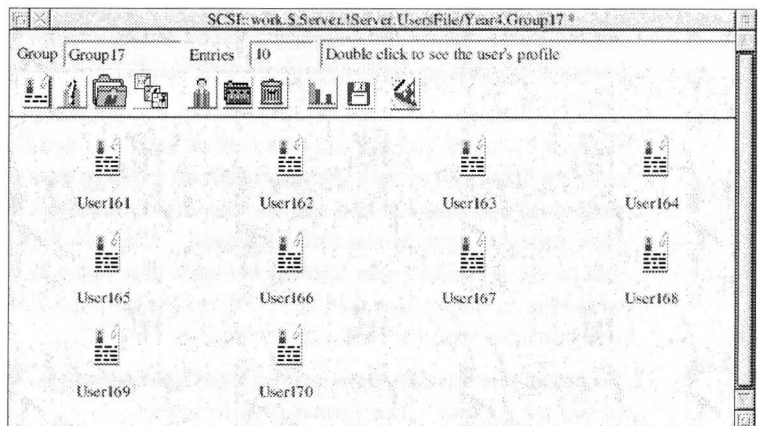 SCSI::work.$.Server.!Server.UsersFile/Year4.Group17 *
Group Group17 Entries 10 Double click to see the user's profile
User161 User162 User163 User164
User165 User166 User167 User168
User169 User170